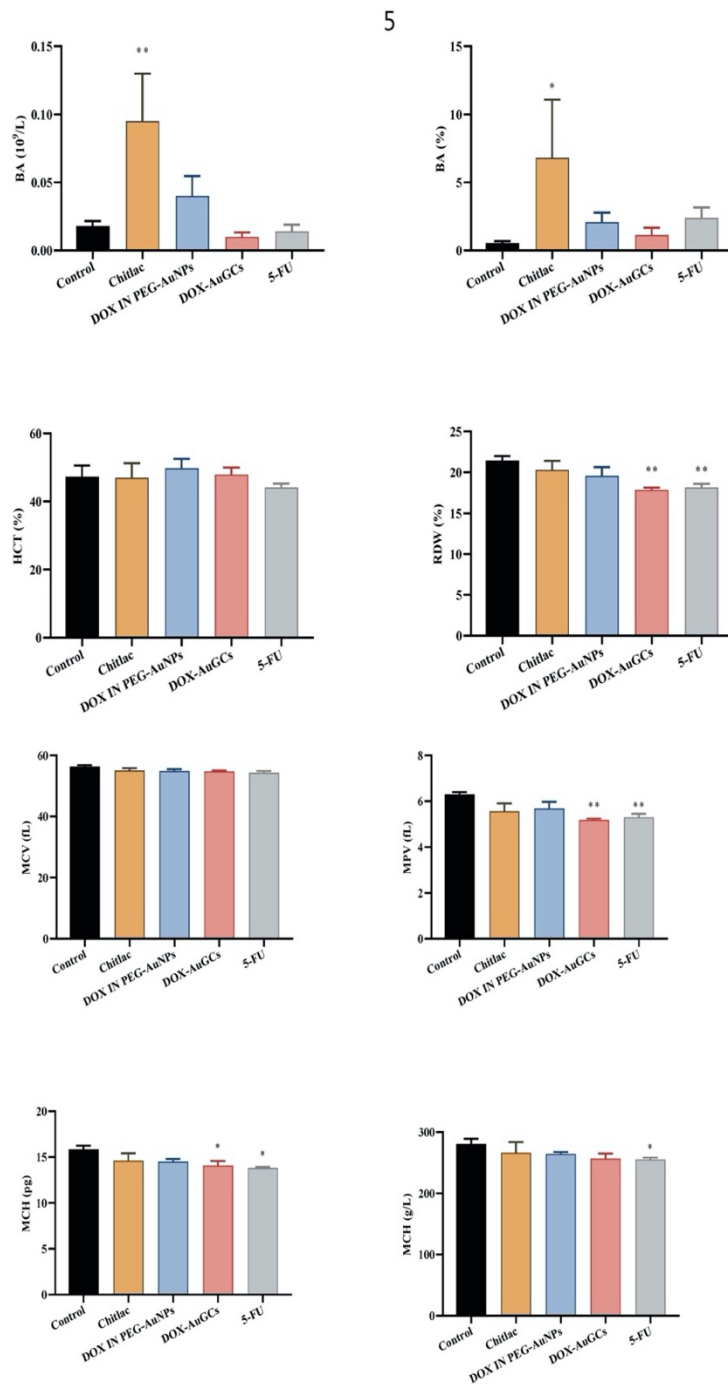 5
0.15
0.10
0.05
0.00
BA (10⁹/L)
**
Control
Chitlac
DOX IN PEG-AuNPs
DOX-AuGCs
5-FU
15
10
5
0
BA (%)
*
Control
Chitlac
DOX IN PEG-AuNPs
DOX-AuGCs
5-FU
60
40
20
0
HCT (%)
Control
Chitlac
DOX IN PEG-AuNPs
DOX-AuGCs
5-FU
25
20
15
10
5
0
RDW (%)
**
**
Control
Chitlac
DOX IN PEG-AuNPs
DOX-AuGCs
5-FU
60
40
20
0
MCV (fL)
Control
Chitlac
DOX IN PEG-AuNPs
DOX-AuGCs
5-FU
8
6
4
2
0
MPV (fL)
**
**
Control
Chitlac
DOX IN PEG-AuNPs
DOX-AuGCs
5-FU
20
15
10
5
0
MCH (pg)
*
*
Control
Chitlac
DOX IN PEG-AuNPs
DOX-AuGCs
5-FU
300
200
100
0
MCH (g/L)
*
Control
Chitlac
DOX IN PEG-AuNPs
DOX-AuGCs
5-FU